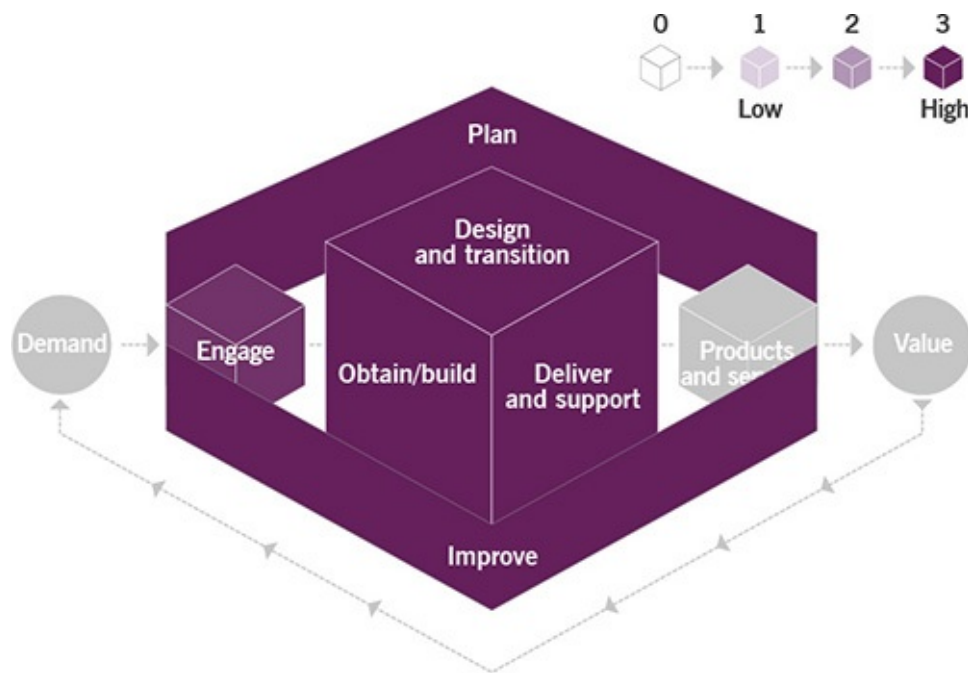 0 1 2 3
Low High
Plan
Design
and transition
Demand
Engage
Obtain/build
Deliver
and support
Products
and
Value
Improve